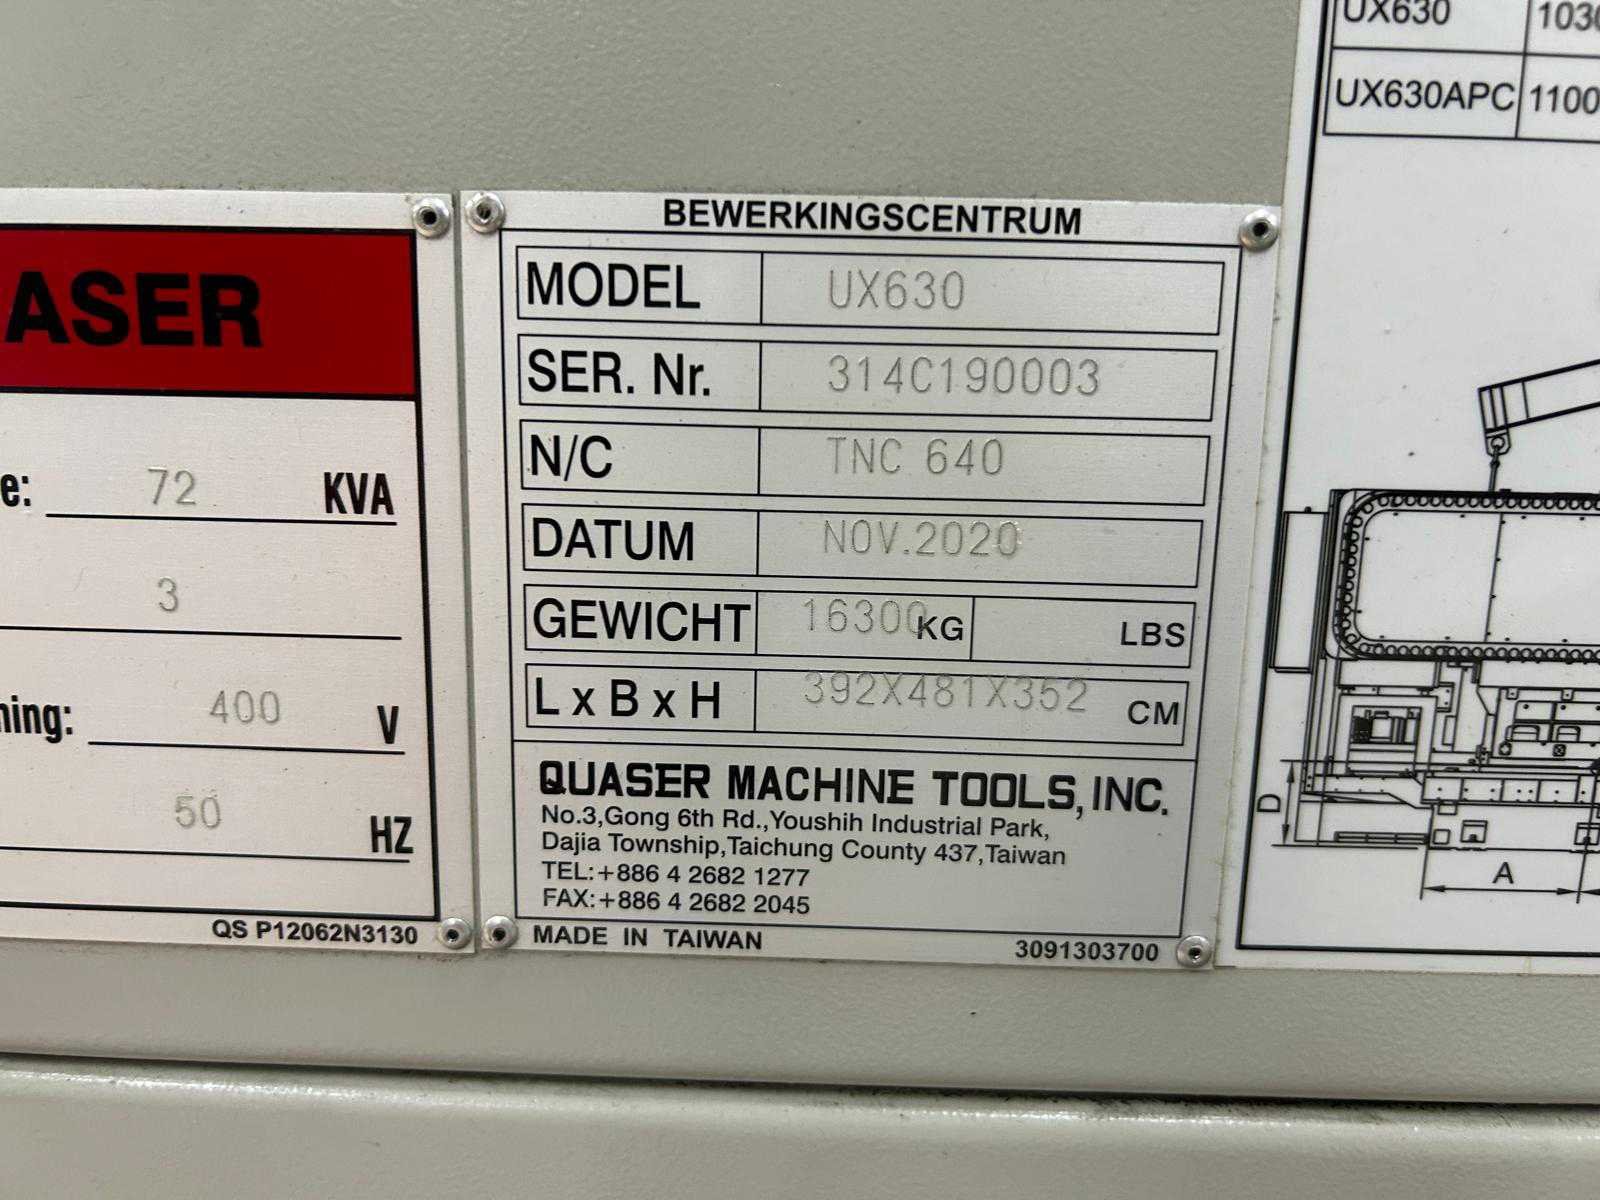 ASER
e: 72 KVA
3
ning: 400 V
50 HZ
QS P12062N3130
BEWERKINGSCENTRUM
MODEL UX630
SER. Nr. 314C190003
N/C TNC 640
DATUM NOV.2020
GEWICHT 16300 KG LBS
L x B x H 392X481X352 CM
QUASER MACHINE TOOLS, INC.
No.3,Gong 6th Rd.,Youshih Industrial Park,
Dajia Township,Taichung County 437,Taiwan
TEL:+886 4 2682 1277
FAX:+886 4 2682 2045
MADE IN TAIWAN 3091303700
UX630 1030
UX630APC 1100
D
A